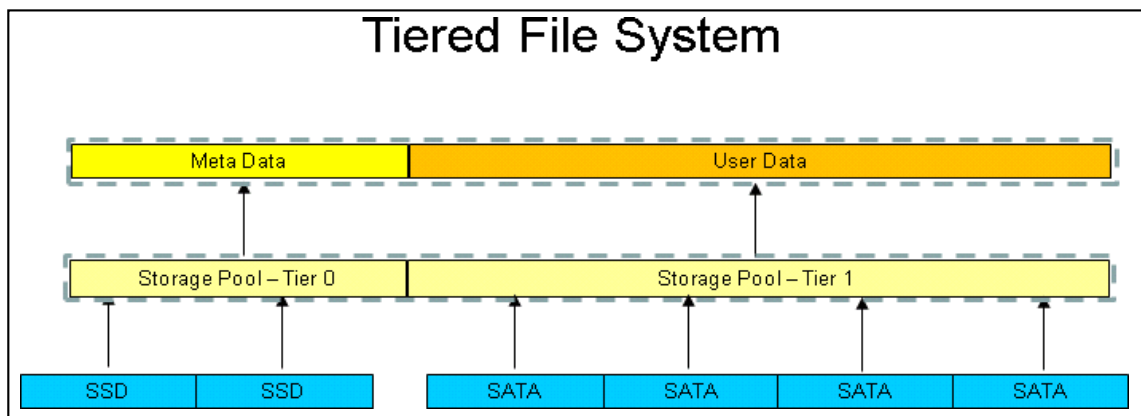 Tiered File System
Meta Data User Data
Storage Pool – Tier 0 Storage Pool – Tier 1
SSD SSD SATA SATA SATA SATA